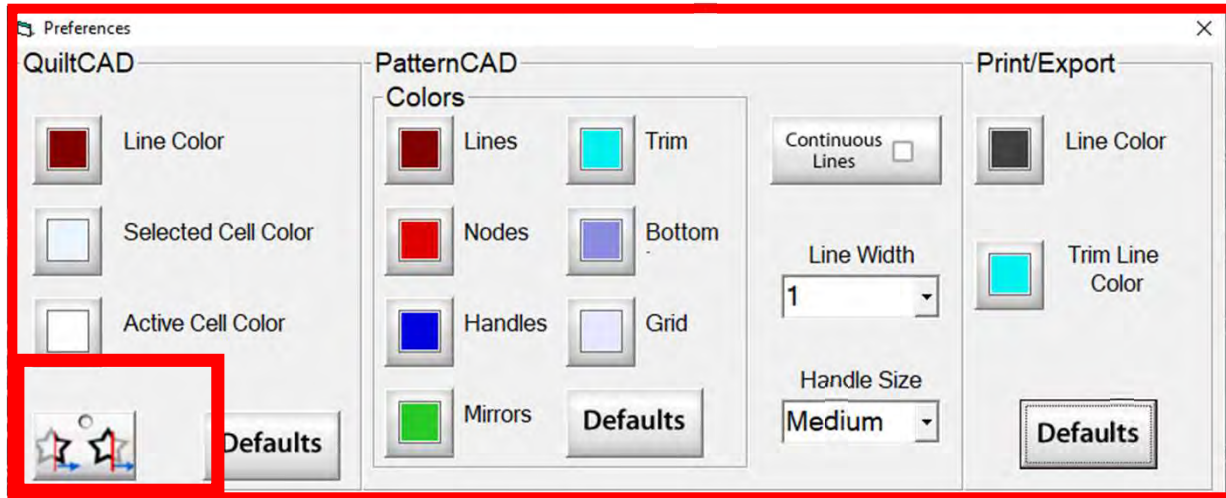 Preferences
QuiltCAD
Line Color
Selected Cell Color
Active Cell Color
Defaults
PatternCAD
Colors
Lines
Trim
Nodes
Bottom
Handles
Grid
Mirrors
Defaults
Continuous
Lines
Line Width
1
Handle Size
Medium
Print/Export
Line Color
Trim Line
Color
Defaults